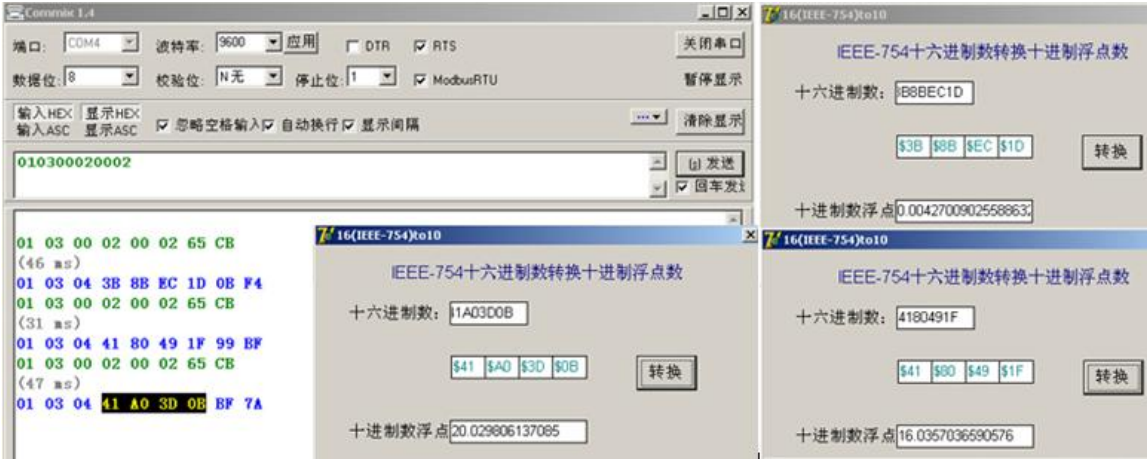 Commix 1.4
端口: COM4 波特率: 9600 应用 DTR RTS 关闭串口
数据位: 8 校验位: N无 停止位: 1 ModbusRTU 暂停显示
输入HEX 显示HEX
输入ASC 显示ASC 忽略空格输入 自动换行 显示间隔 ... 清除显示
010300020002
发送
回车发
01 03 00 02 00 02 65 CB
(46 ms)
01 03 04 3B 8B EC 1D 0B F4
01 03 00 02 00 02 65 CB
(31 ms)
01 03 04 41 80 49 1F 99 BF
01 03 00 02 00 02 65 CB
(47 ms)
01 03 04 41 A0 3D 0B BF 7A
16(IEEE-754)to10
IEEE-754十六进制数转换十进制浮点数
十六进制数: 1A03D0B
$41 $A0 $3D $0B 转换
十进制数浮点 20.029806137085
16(IEEE-754)to10
IEEE-754十六进制数转换十进制浮点数
十六进制数: B8BEC1D
$3B $8B $EC $1D 转换
十进制数浮点 0.0042700902558863
16(IEEE-754)to10
IEEE-754十六进制数转换十进制浮点数
十六进制数: 4180491F
$41 $80 $49 $1F 转换
十进制数浮点 16.0357036590576